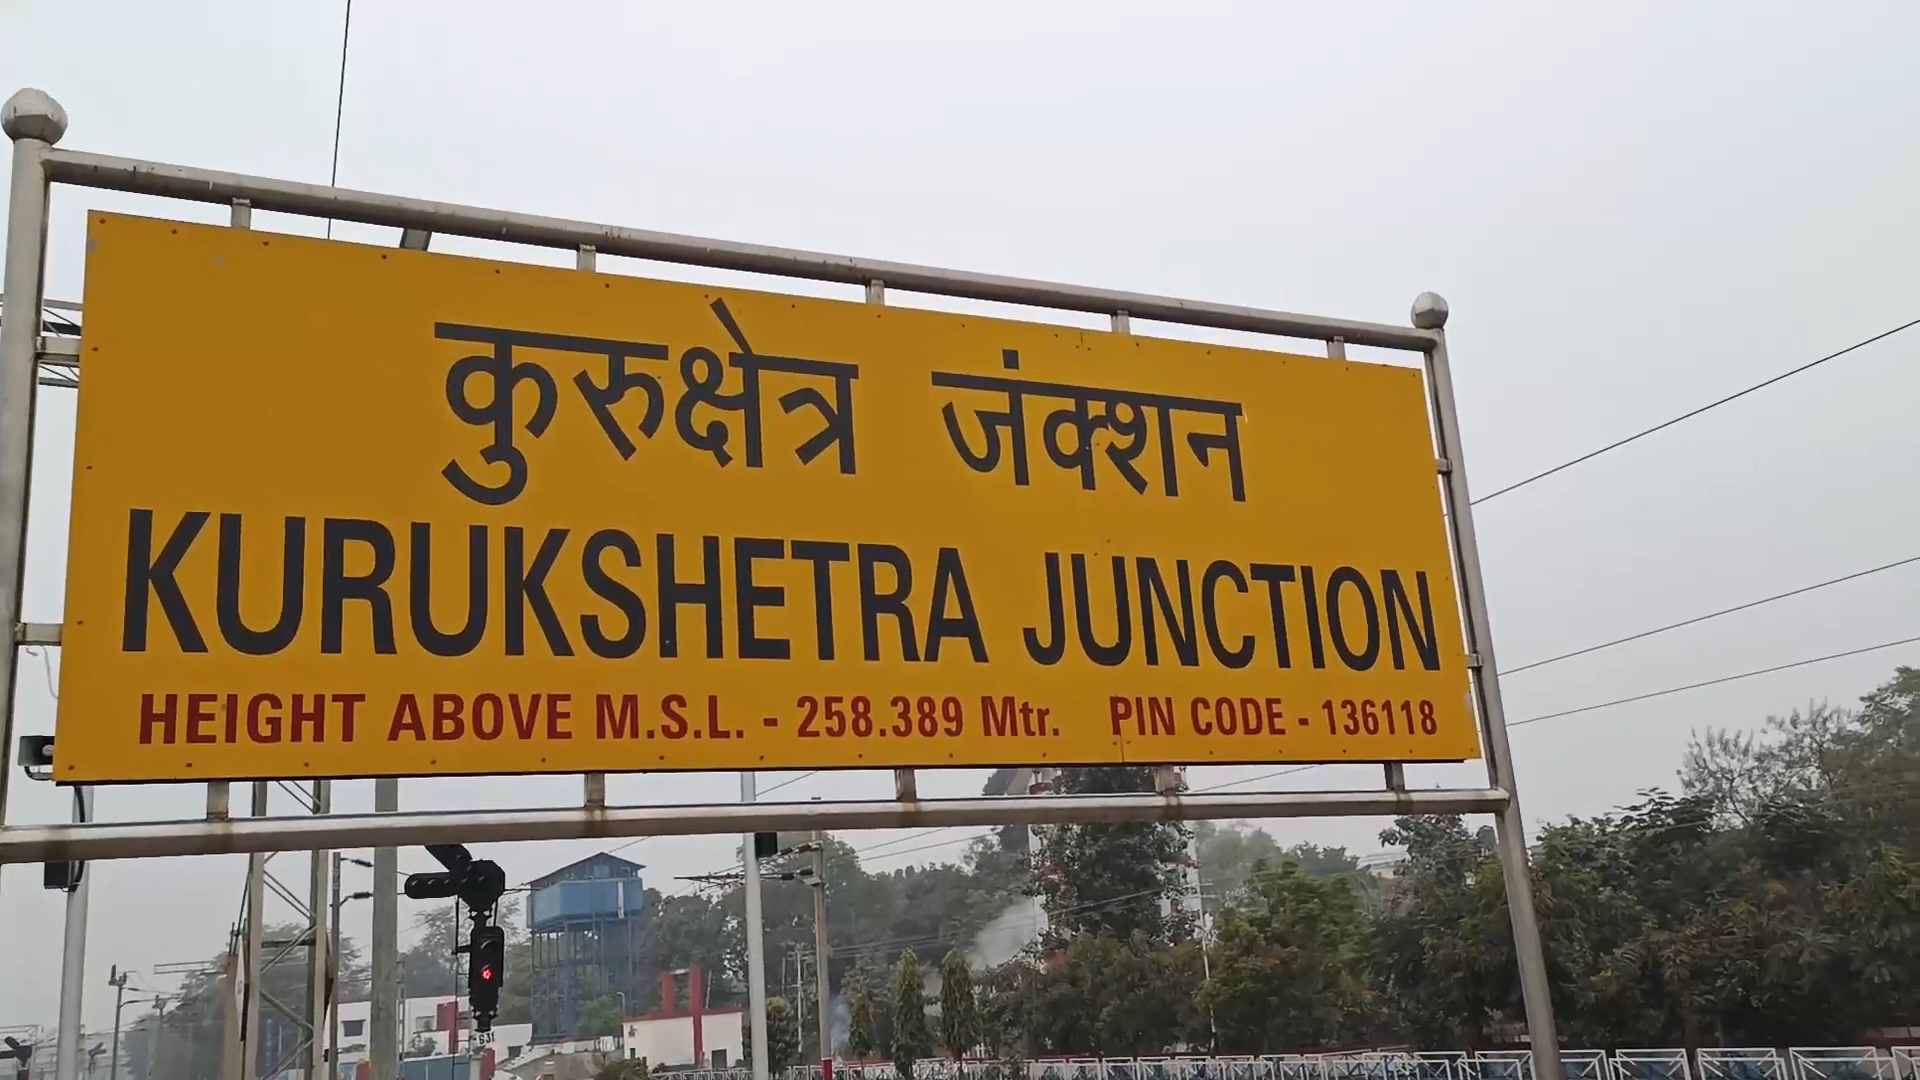 कुरुक्षेत्र जंक्शन
KURUKSHETRA JUNCTION
HEIGHT ABOVE M.S.L. - 258.389 Mtr. PIN CODE - 136118